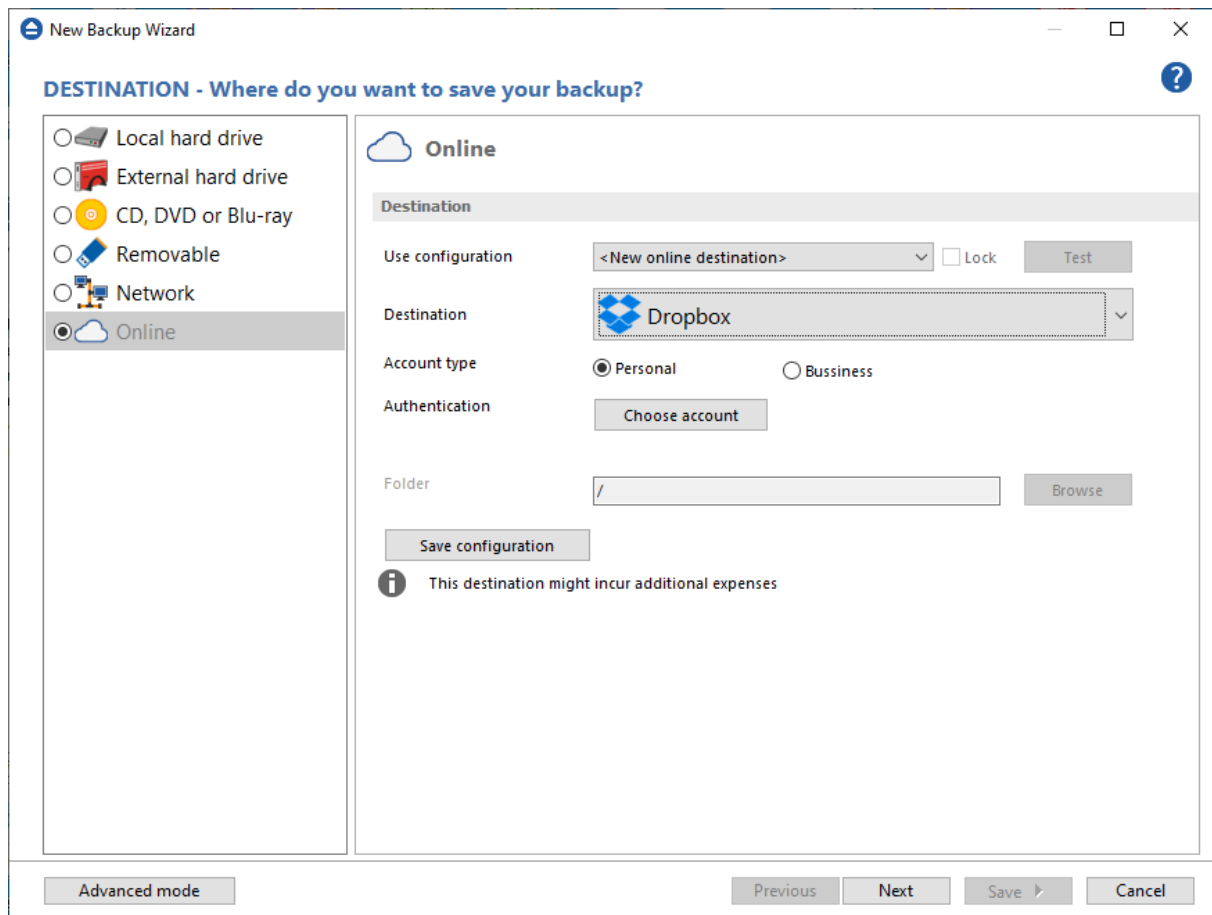 New Backup Wizard
DESTINATION - Where do you want to save your backup?
?
Local hard drive
External hard drive
CD, DVD or Blu-ray
Removable
Network
Online
Online
Destination
Use configuration <New online destination> Lock Test
Destination Dropbox
Account type Personal Bussiness
Authentication Choose account
Folder / Browse
Save configuration
i This destination might incur additional expenses
Advanced mode Previous Next Save Cancel